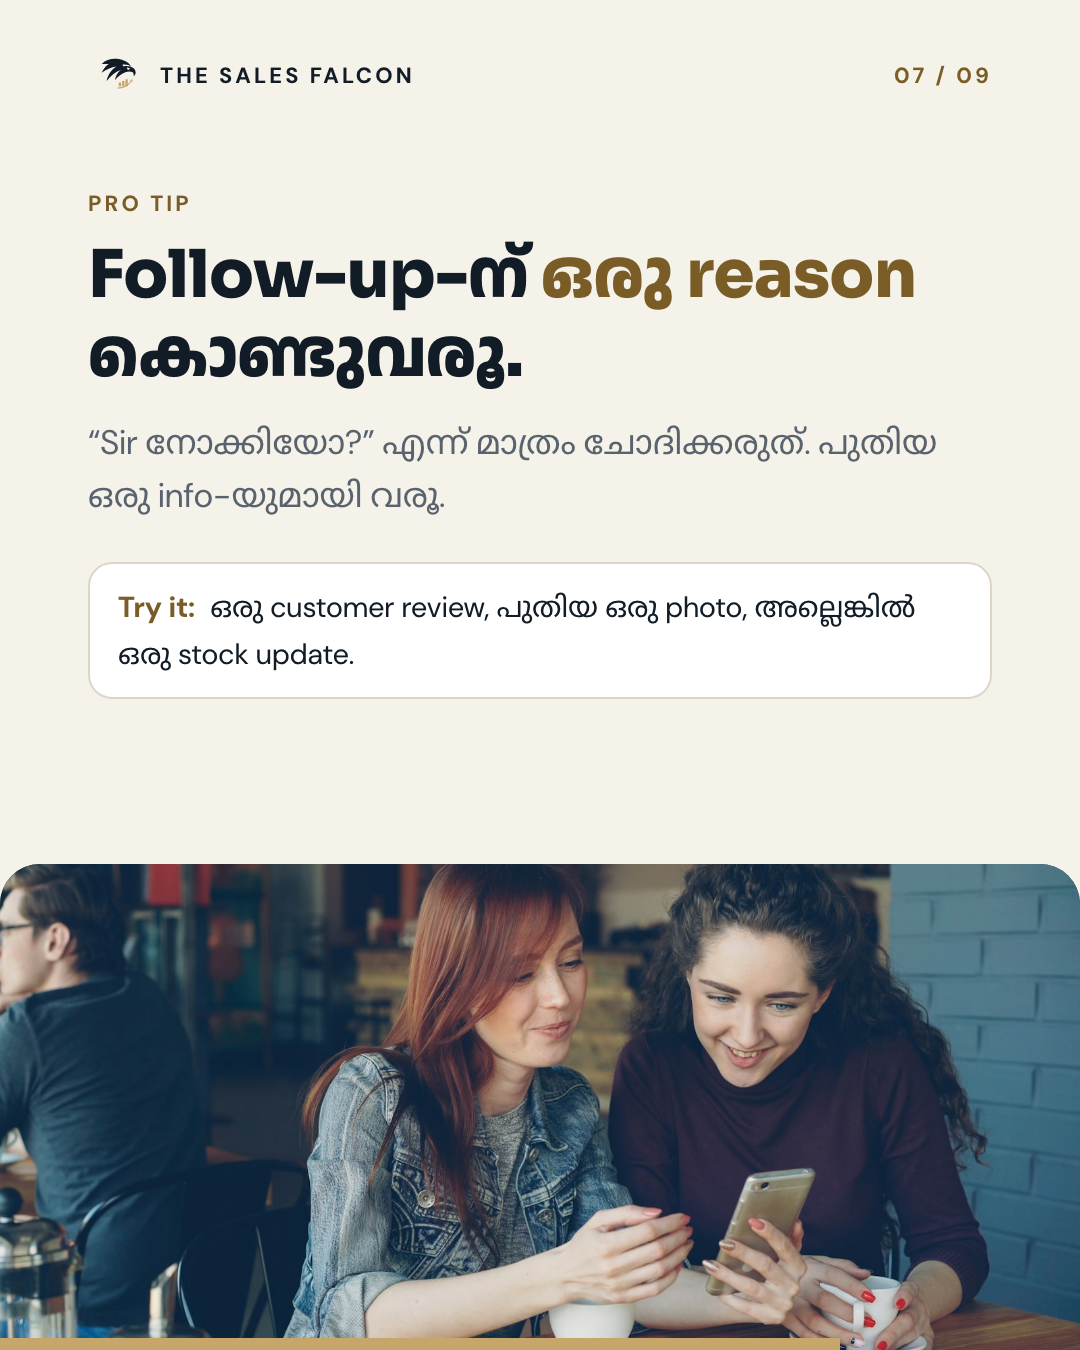 THE SALES FALCON
07 / 09
PRO TIP
Follow-up-ന് ഒരു reason
കൊണ്ടുവരൂ.
“Sir നോക്കിയോ?” എന്ന് മാത്രം ചോദിക്കരുത്. പുതിയ
ഒരു info-യുമായി വരൂ.
Try it: ഒരു customer review, പുതിയ ഒരു photo, അല്ലെങ്കിൽ
ഒരു stock update.